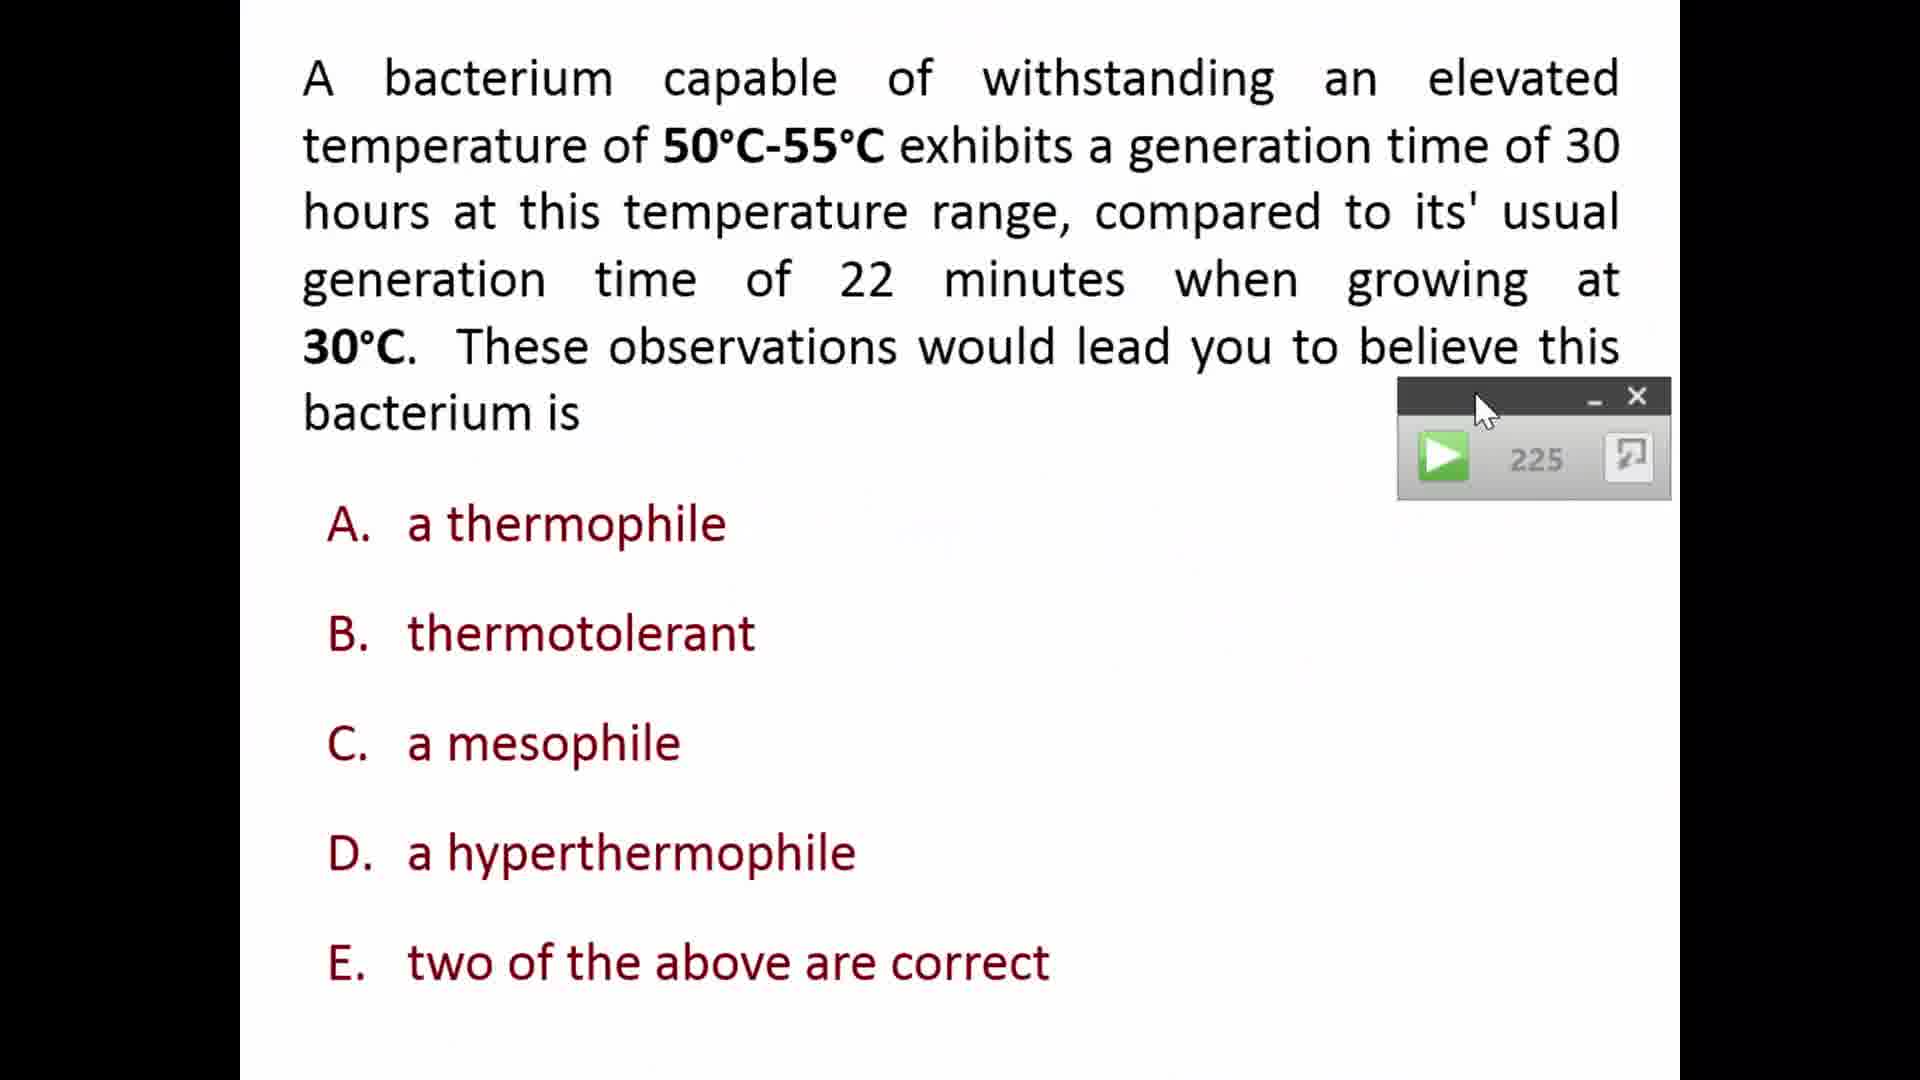 A bacterium capable of withstanding an elevated
temperature of 50°C-55°C exhibits a generation time of 30
hours at this temperature range, compared to its' usual
generation time of 22 minutes when growing at
30°C. These observations would lead you to believe this
bacterium is
225
A. a thermophile
B. thermotolerant
C. a mesophile
D. a hyperthermophile
E. two of the above are correct